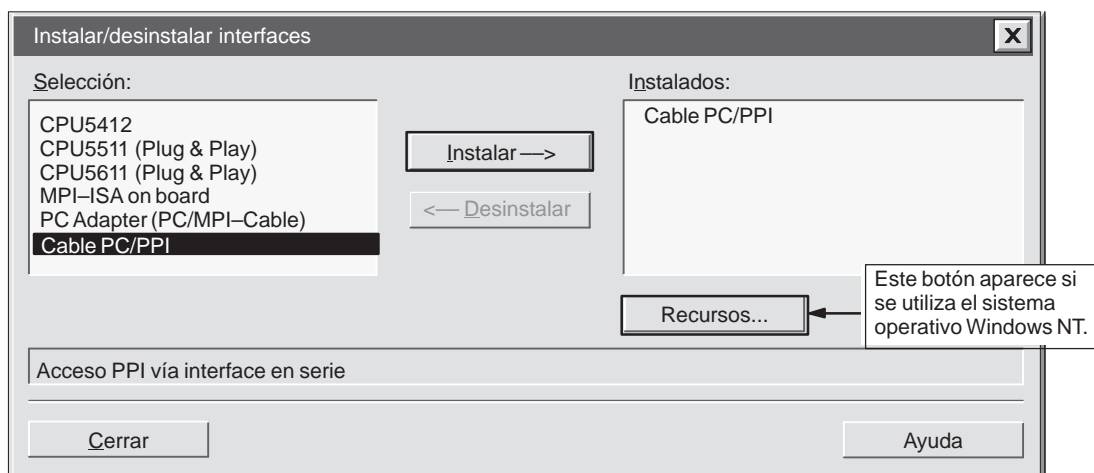 Instalar/desinstalar interfaces
X
Selección:
CPU5412
CPU5511 (Plug & Play)
CPU5611 (Plug & Play)
MPI–ISA on board
PC Adapter (PC/MPI–Cable)
Cable PC/PPI
Instalar —>
<— Desinstalar
Instalados:
Cable PC/PPI
Recursos...
Este botón aparece si
se utiliza el sistema
operativo Windows NT.
Acceso PPI vía interface en serie
Cerrar
Ayuda